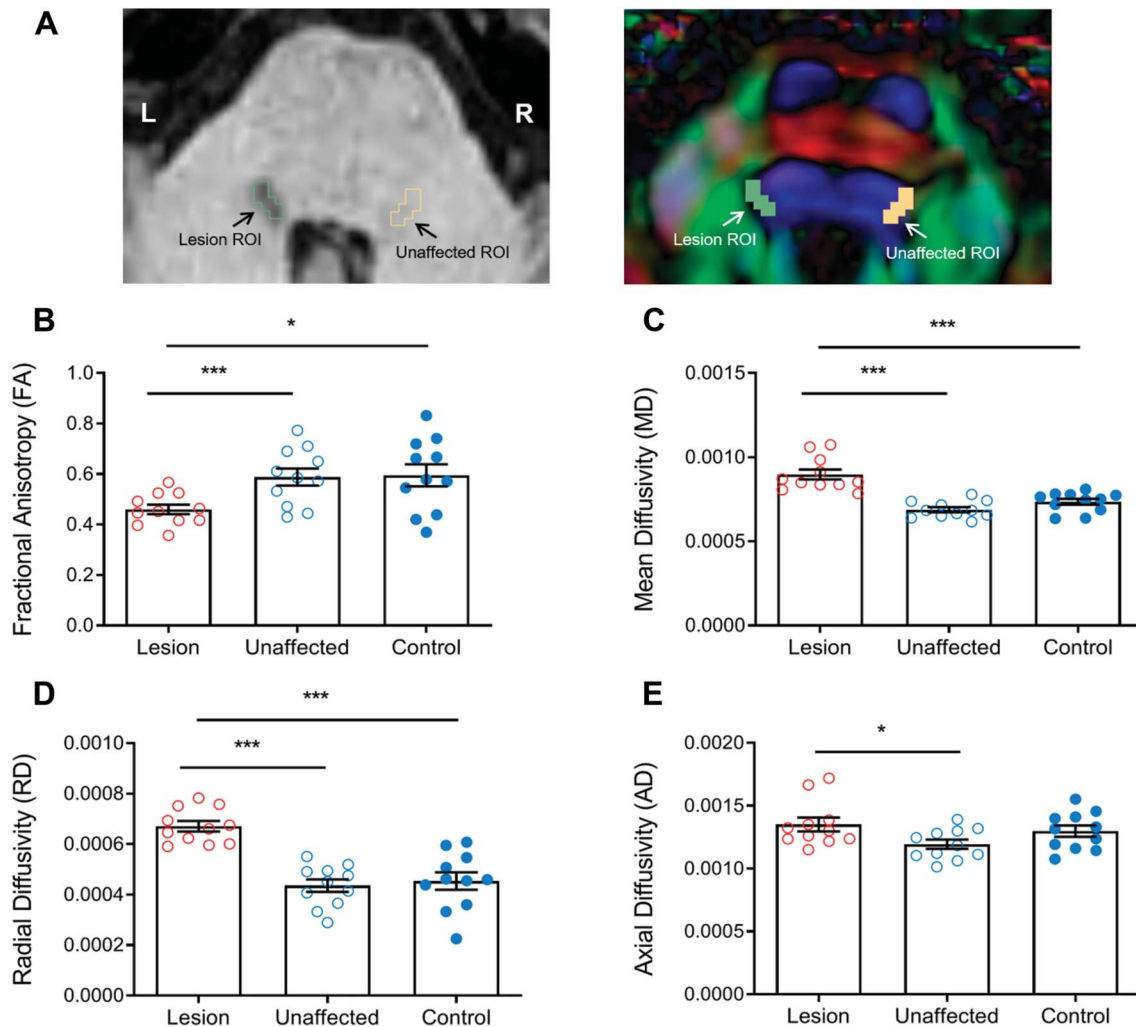 A
L
R
Lesion ROI
Unaffected ROI
Lesion ROI
Unaffected ROI
B
*
***
Fractional Anisotropy (FA)
1.0
0.8
0.6
0.4
0.2
0.0
Lesion Unaffected Control
C
***
***
Mean Diffusivity (MD)
0.0015
0.0010
0.0005
0.0000
Lesion Unaffected Control
D
***
***
Radial Diffusivity (RD)
0.0010
0.0008
0.0006
0.0004
0.0002
0.0000
Lesion Unaffected Control
E
*
Axial Diffusivity (AD)
0.0020
0.0015
0.0010
0.0005
0.0000
Lesion Unaffected Control